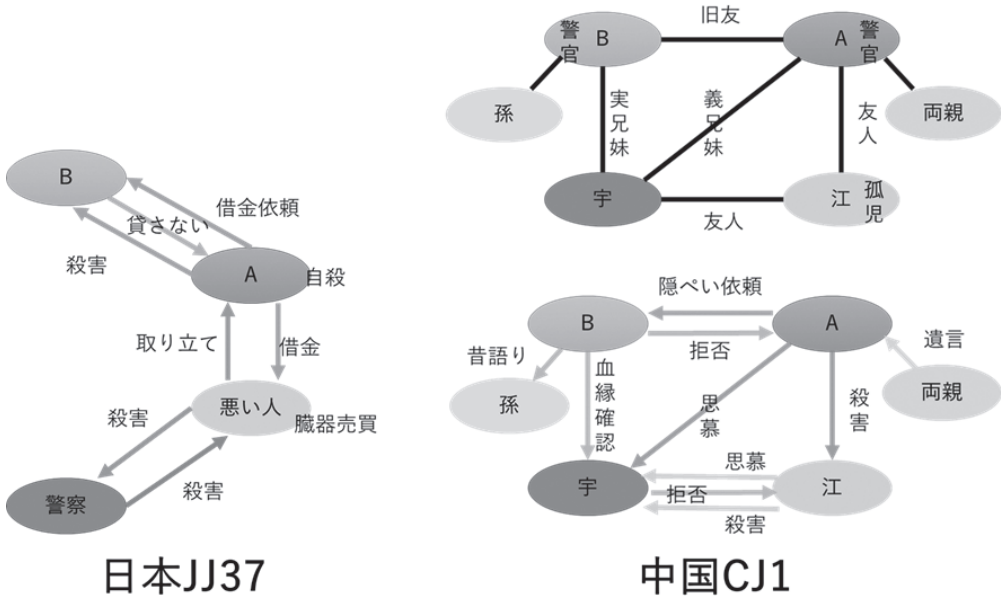 B
借金依頼
貸さない
殺害
A
自殺
取り立て
借金
悪い人
臓器売買
殺害
殺害
警察
日本JJ37
旧友
警官
B
A
警官
孫
実兄妹
義兄妹
友人
両親
宇
友人
江
孤児
隠ぺい依頼
B
A
拒否
遺言
昔語り
孫
血縁確認
思慕
殺害
両親
思慕
宇
拒否
江
殺害
中国CJ1